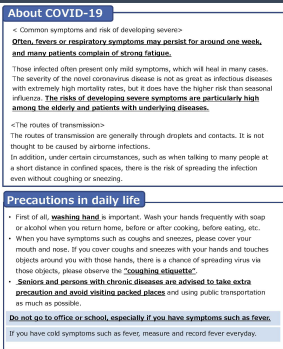 About COVID-19
< Common symptoms and risk of developing severe>
Often, fevers or respiratory symptoms may persist for around one week,
and many patients complain of strong fatigue.
Those infected often present only mild symptoms, which will heal in many cases.
The severity of the novel coronavirus disease is not as great as infectious diseases
with extremely high mortality rates, but it does have the higher risk than seasonal
influenza. The risks of developing severe symptoms are particularly high
among the elderly and patients with underlying diseases.
<The routes of transmission>
The routes of transmission are generally through droplets and contacts. It is not
thought to be caused by airborne infections.
In addition, under certain circumstances, such as when talking to many people at
a short distance in confined spaces, there is the risk of spreading the infection
even without coughing or sneezing.
Precautions in daily life
• First of all, washing hand is important. Wash your hands frequently with soap
or alcohol when you return home, before or after cooking, before eating, etc.
• When you have symptoms such as coughs and sneezes, please cover your
mouth and nose. If you cover coughs and sneezes with your hands and touches
objects around you with those hands, there is a chance of spreading virus via
those objects, please observe the "coughing etiquette".
• Seniors and persons with chronic diseases are advised to take extra
precaution and avoid visiting packed places and using public transportation
as much as possible.
Do not go to office or school, especially if you have symptoms such as fever.
If you have cold symptoms such as fever, measure and record fever everyday.